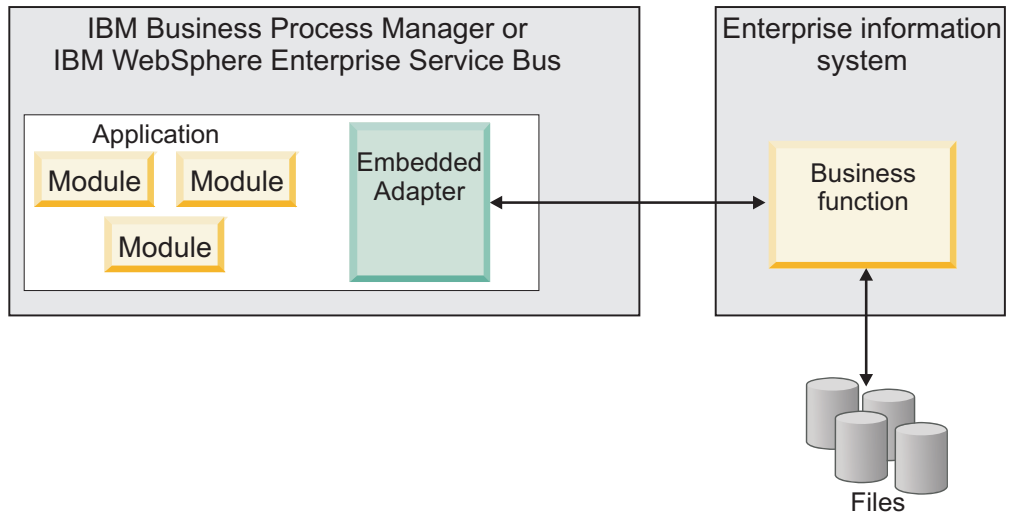 IBM Business Process Manager or
IBM WebSphere Enterprise Service Bus
Application
Module
Module
Module
Embedded
Adapter
Enterprise information
system
Business
function
Files